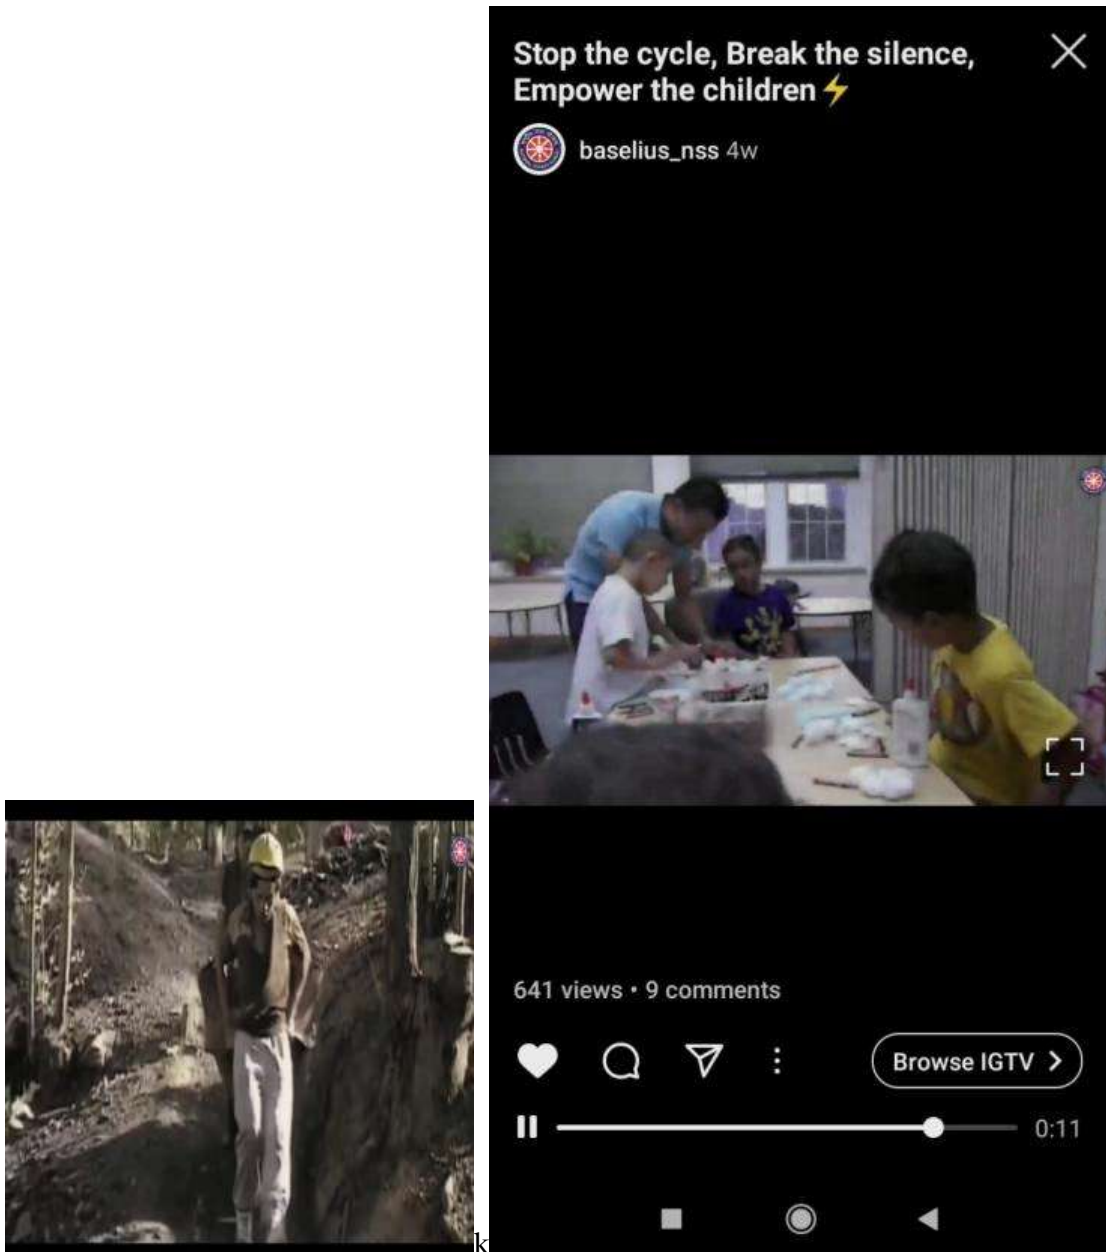 Stop the cycle, Break the silence,
Empower the children⚡
baselius_nss 4w
641 views • 9 comments
Browse IGTV >
0:11
k